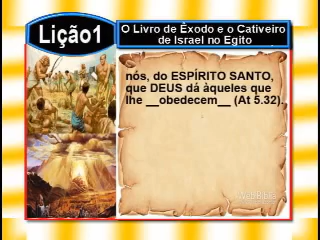 Lição1
O Livro de Êxodo e o Cativeiro
de Israel no Egito
nós, do ESPÍRITO SANTO,
que DEUS dá àqueles que
lhe __obedecem__ (At 5.32).